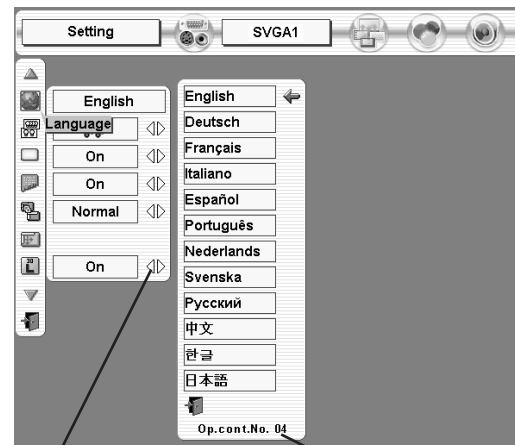 Setting
SVGA1
English
Language
On
On
Normal
On
English
Deutsch
Français
Italiano
Español
Português
Nederlands
Svenska
Русский
中文
한글
日本語
Op.cont.No. 04